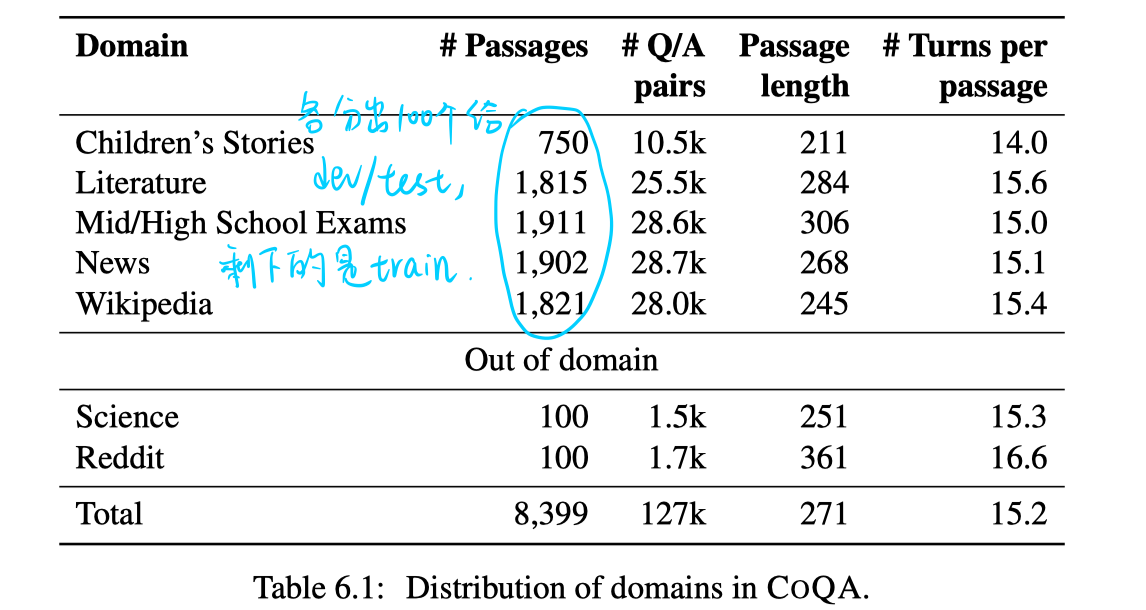 Domain # Passages # Q/A pairs Passage length # Turns per passage
各分出100个给
Children's Stories 750 10.5k 211 14.0
dev/test,
Literature 1,815 25.5k 284 15.6
Mid/High School Exams 1,911 28.6k 306 15.0
剩下的是train.
News 1,902 28.7k 268 15.1
Wikipedia 1,821 28.0k 245 15.4
Out of domain
Science 100 1.5k 251 15.3
Reddit 100 1.7k 361 16.6
Total 8,399 127k 271 15.2
Table 6.1: Distribution of domains in COQA.